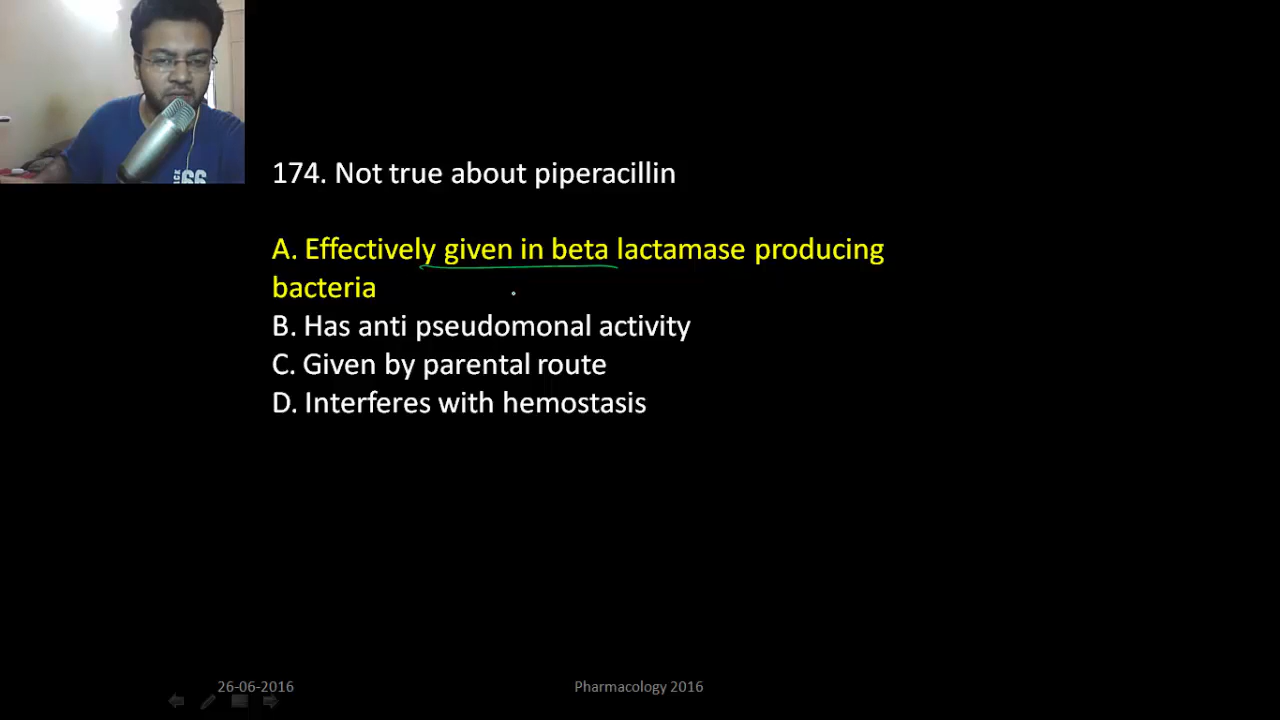 174. Not true about piperacillin
A. Effectively given in beta lactamase producing
bacteria
B. Has anti pseudomonal activity
C. Given by parental route
D. Interferes with hemostasis
66
26-06-2016
Pharmacology 2016